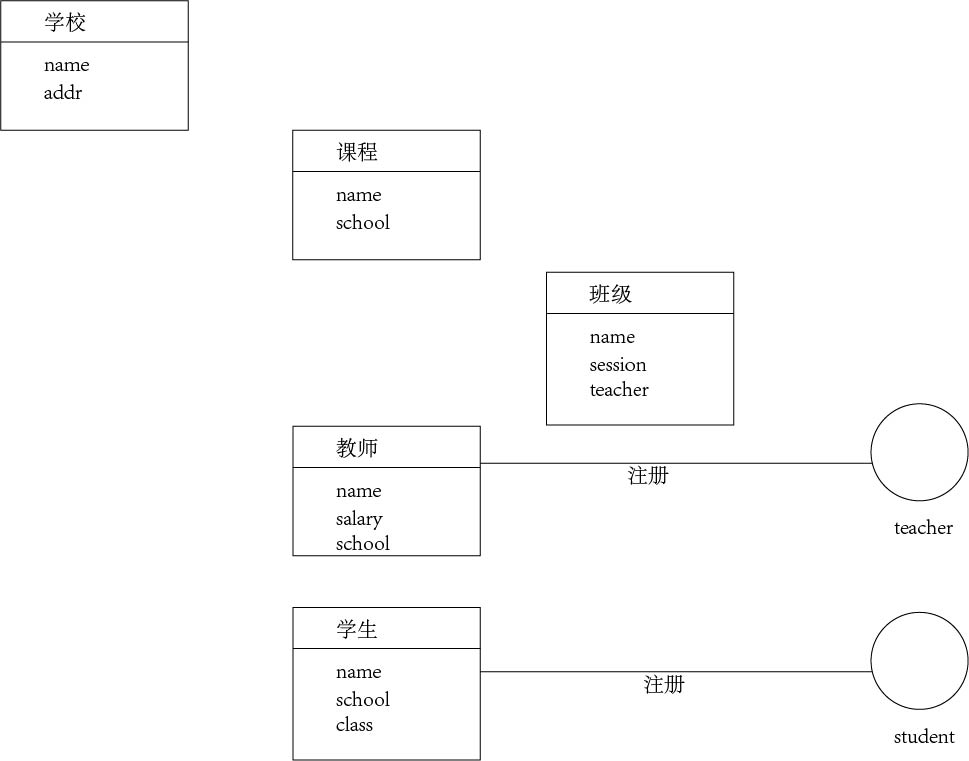 学校
name
addr
课程
name
school
班级
name
session
teacher
教师
name
salary
school
注册
teacher
学生
name
school
class
注册
student